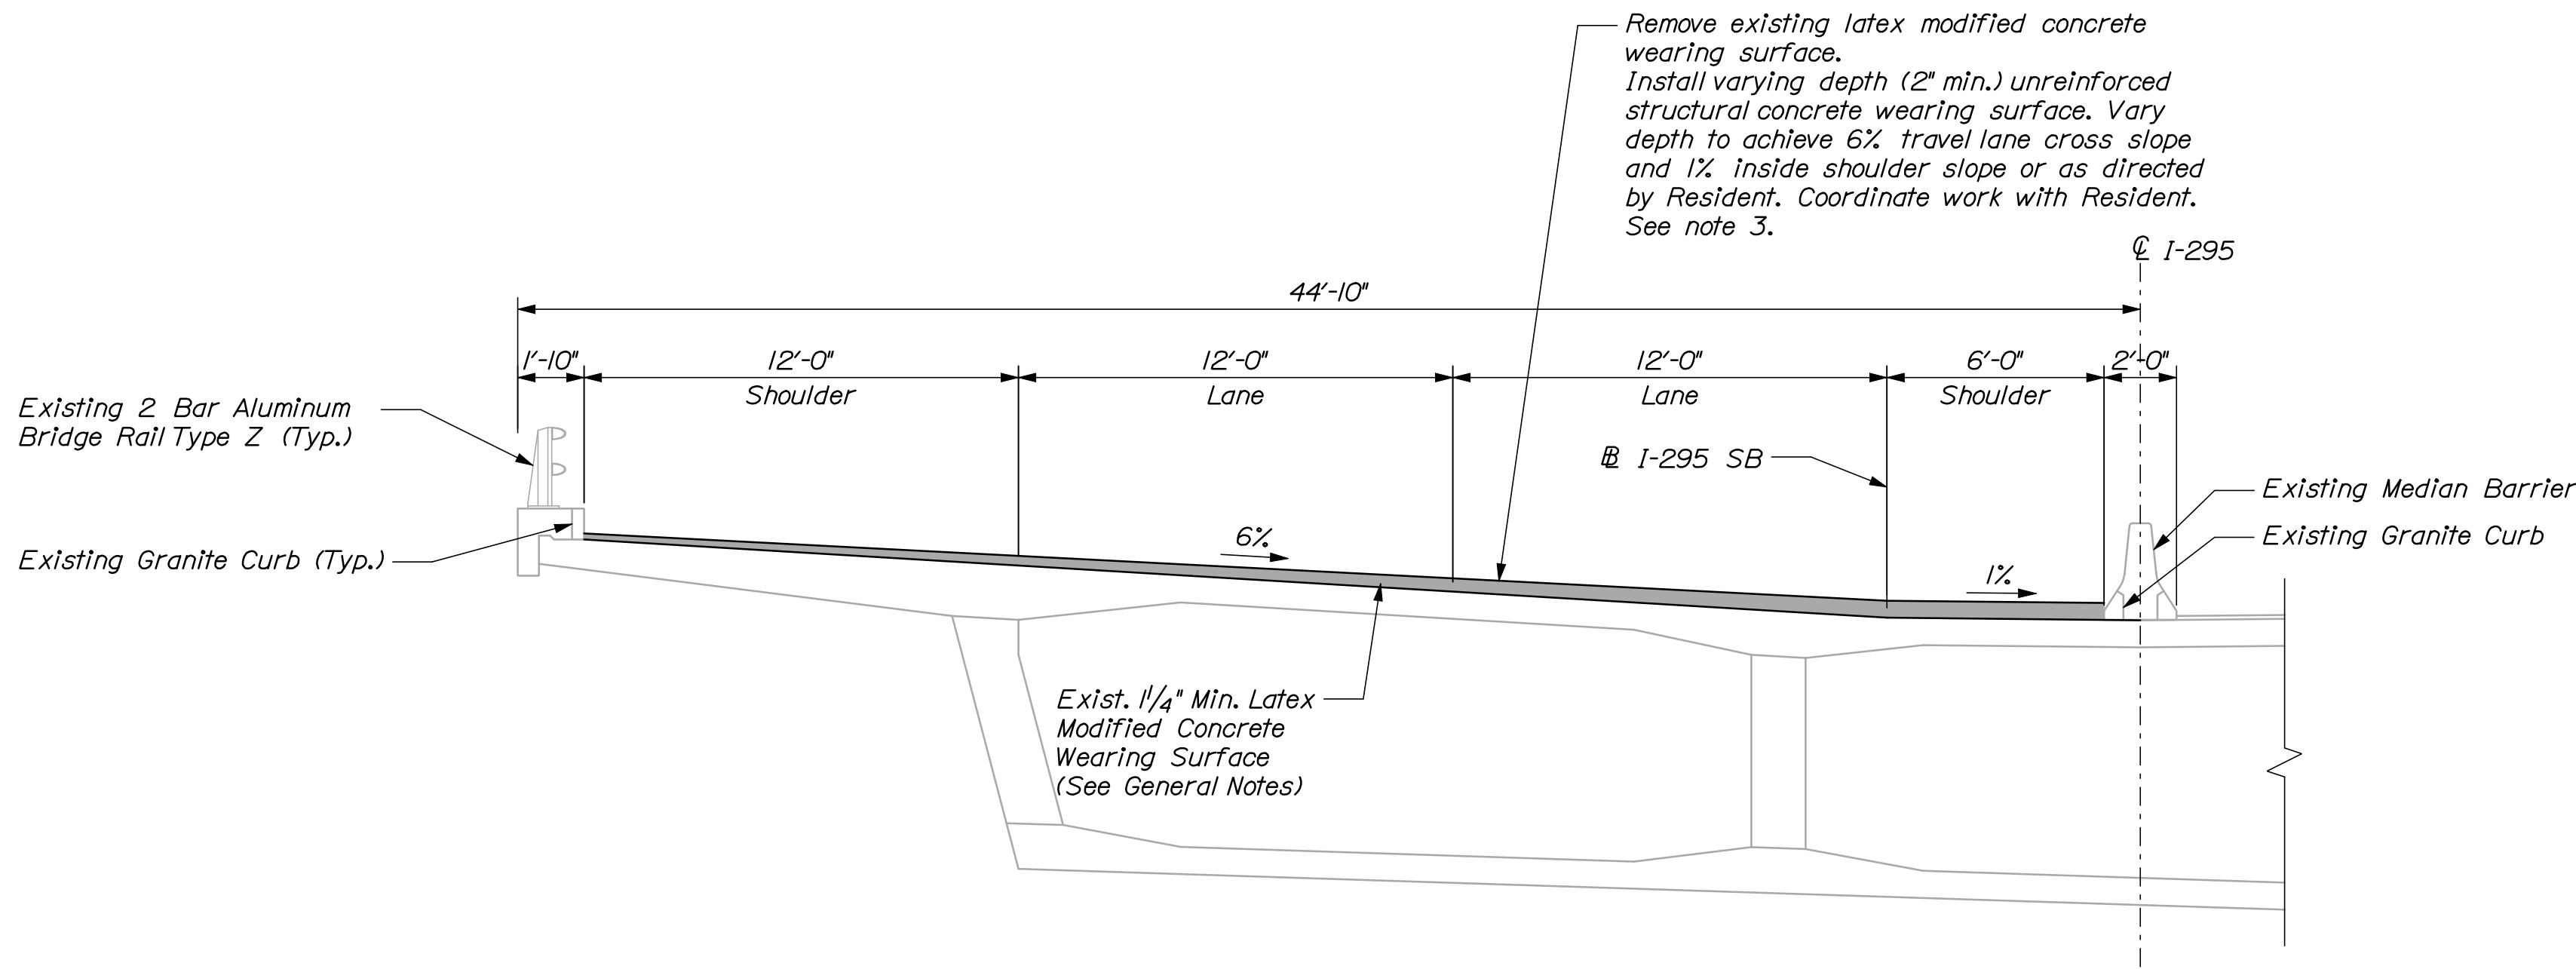 Remove existing latex modified concrete
wearing surface.
Install varying depth (2" min.) unreinforced
structural concrete wearing surface. Vary
depth to achieve 6% travel lane cross slope
and 1% inside shoulder slope or as directed
by Resident. Coordinate work with Resident.
See note 3.
℄ I-295
44'-10"
1'-10"
12'-0"
12'-0"
12'-0"
6'-0"
2'-0"
Shoulder
Lane
Lane
Shoulder
Existing 2 Bar Aluminum
Bridge Rail Type Z (Typ.)
BL I-295 SB
Existing Median Barrier
Existing Granite Curb
6%
Existing Granite Curb (Typ.)
1%
Exist. 1 1/4" Min. Latex
Modified Concrete
Wearing Surface
(See General Notes)